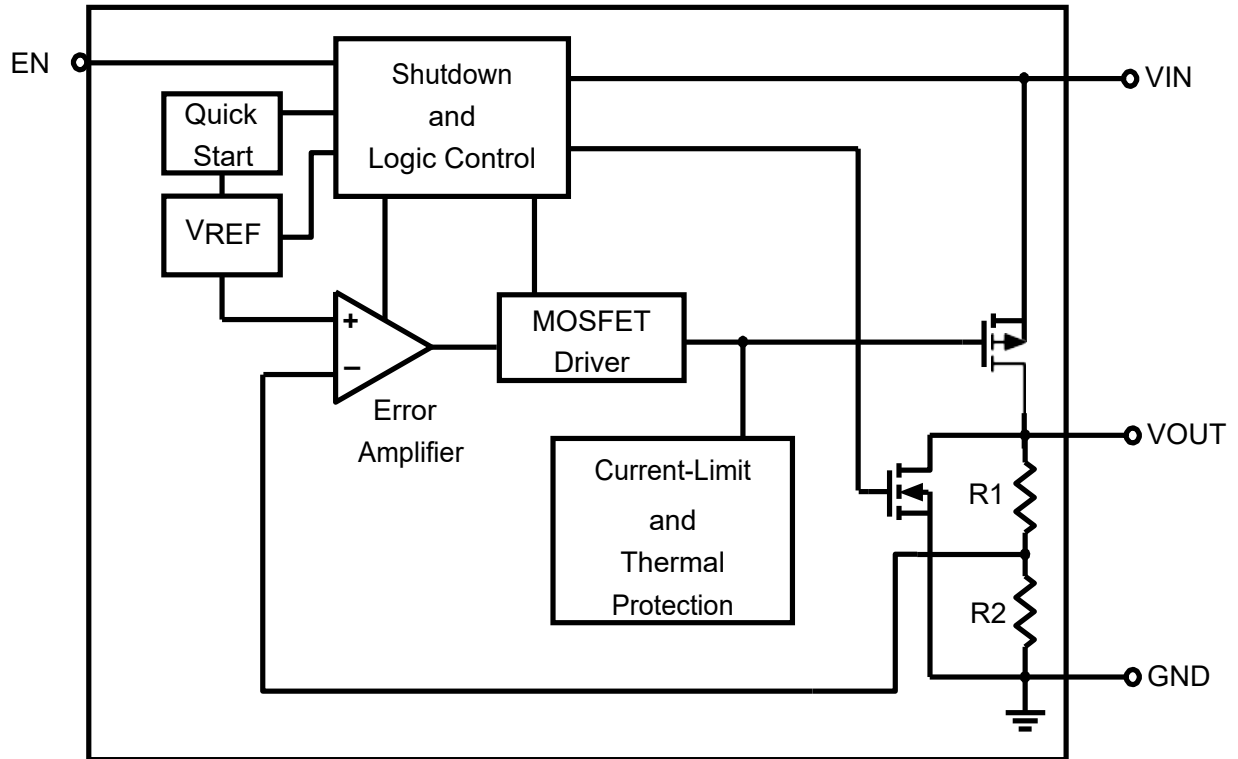 EN
Shutdown
and
Logic Control
VIN
Quick
Start
VREF
+
−
MOSFET
Driver
Error
Amplifier
VOUT
Current-Limit
and
Thermal
Protection
R1
R2
GND